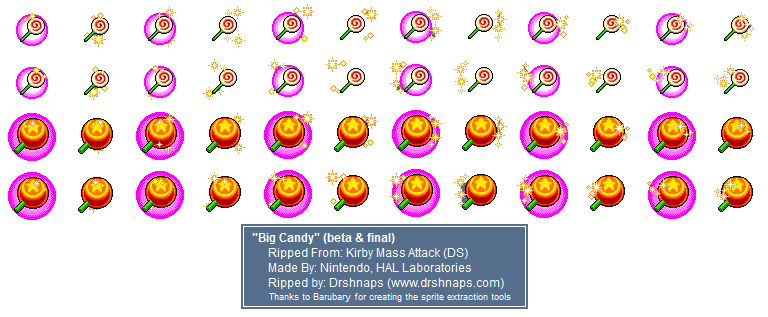 "Big Candy" (beta & final)
Ripped From: Kirby Mass Attack (DS)
Made By: Nintendo, HAL Laboratories
Ripped by: Drshnaps (www.drshnaps.com)
Thanks to Barubary for creating the sprite extraction tools